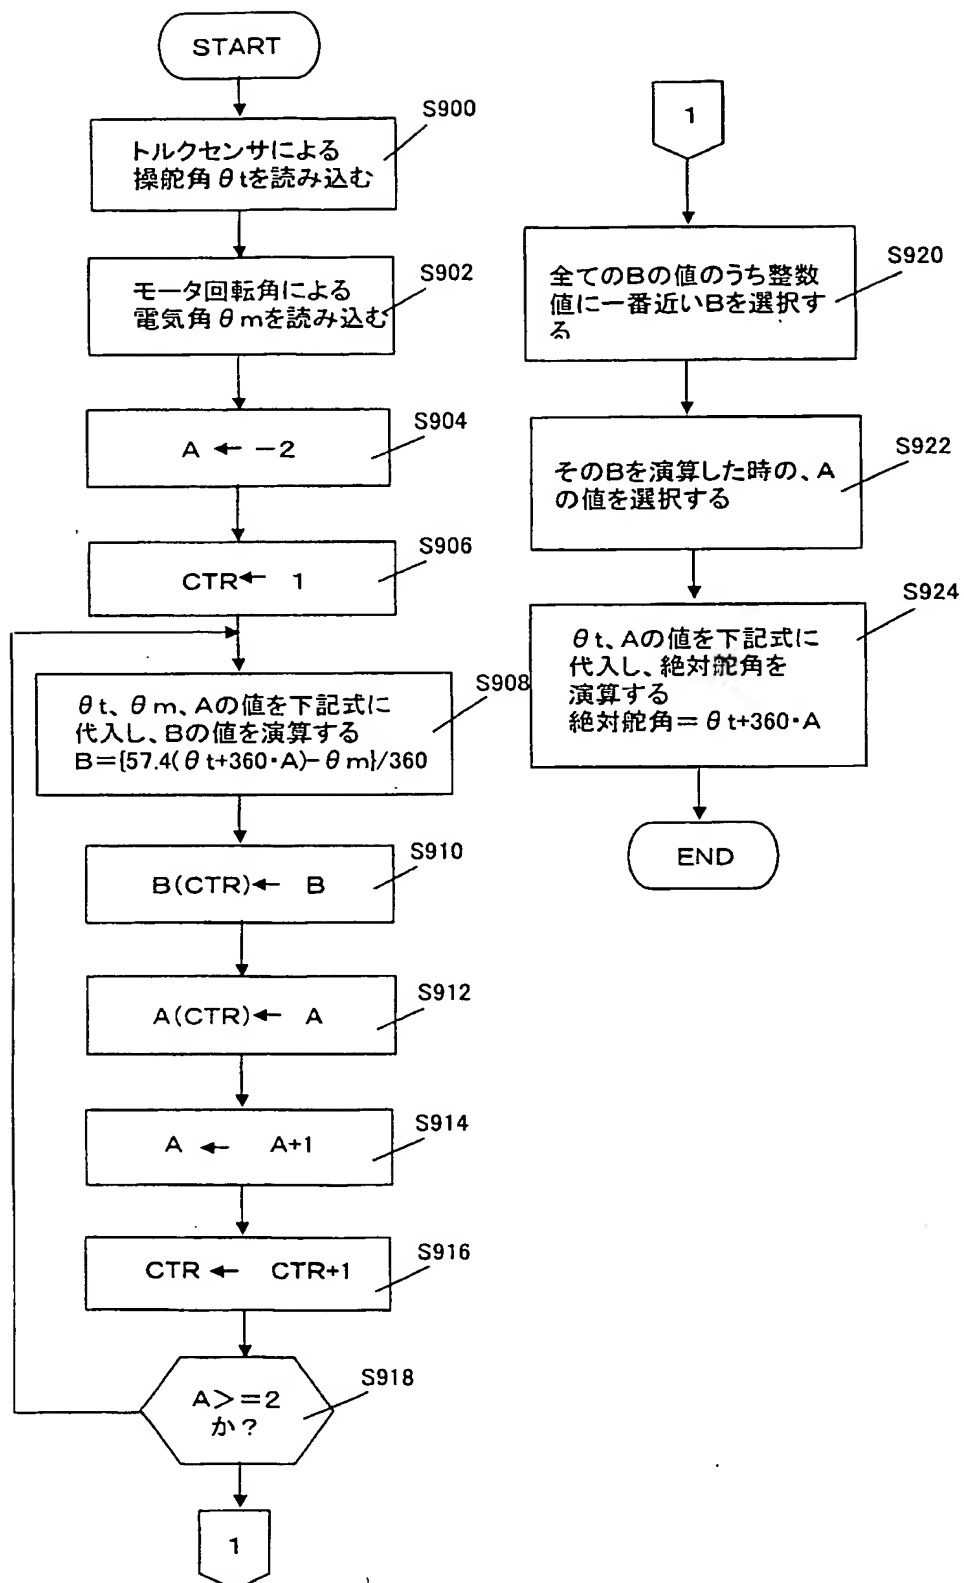 START
S900
トルクセンサによる
操舵角θtを読み込む
S902
モータ回転角による
電気角θmを読み込む
S904
A ← −2
S906
CTR← 1
S908
θt、θm、Aの値を下記式に
代入し、Bの値を演算する
B={57.4(θt+360・A)−θm}/360
S910
B(CTR)← B
S912
A(CTR)← A
S914
A ← A+1
S916
CTR ← CTR+1
S918
A>=2
か?
1
1
S920
全てのBの値のうち整数
値に一番近いBを選択す
る
S922
そのBを演算した時の、A
の値を選択する
S924
θt、Aの値を下記式に
代入し、絶対舵角を
演算する
絶対舵角=θt+360・A
END